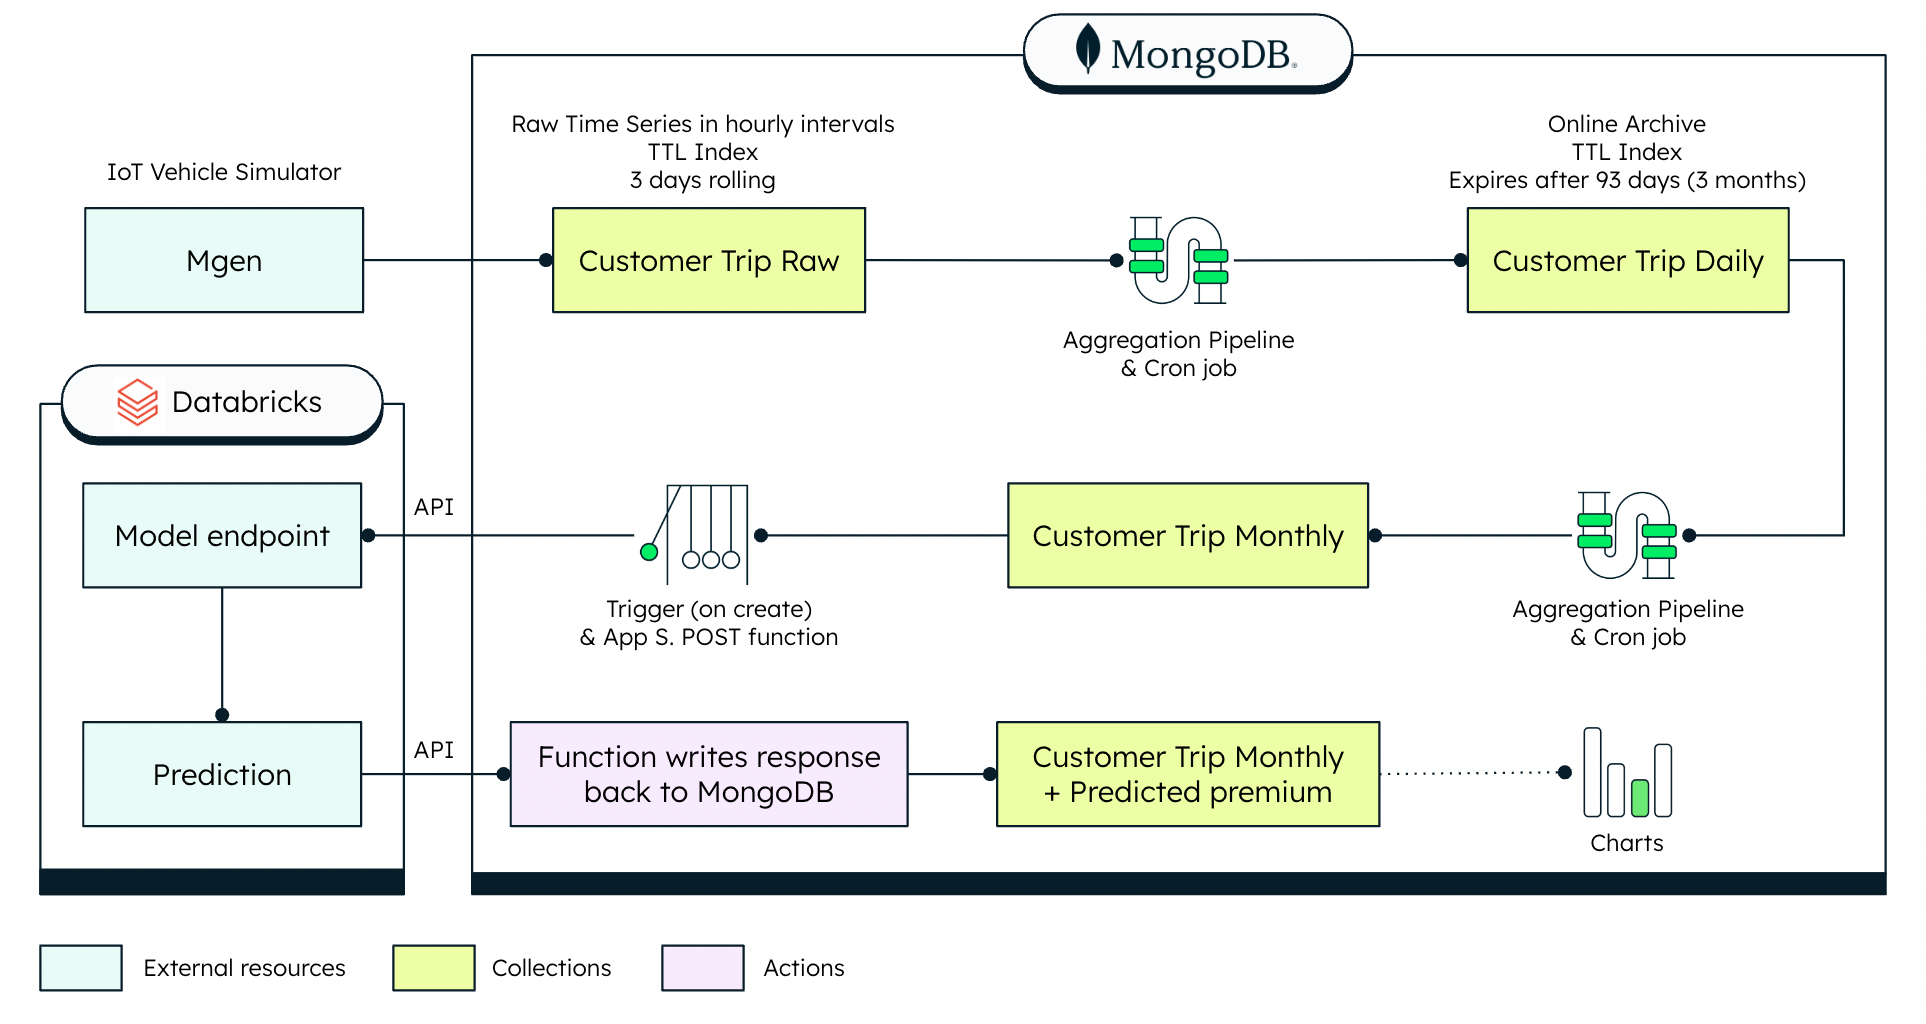 MongoDB®
Raw Time Series in hourly intervals
TTL Index
3 days rolling
Online Archive
TTL Index
Expires after 93 days (3 months)
IoT Vehicle Simulator
Mgen
Customer Trip Raw
Customer Trip Daily
Aggregation Pipeline
& Cron job
Databricks
Model endpoint
API
Customer Trip Monthly
Trigger (on create)
& App S. POST function
Aggregation Pipeline
& Cron job
Prediction
API
Function writes response
back to MongoDB
Customer Trip Monthly
+ Predicted premium
Charts
External resources
Collections
Actions